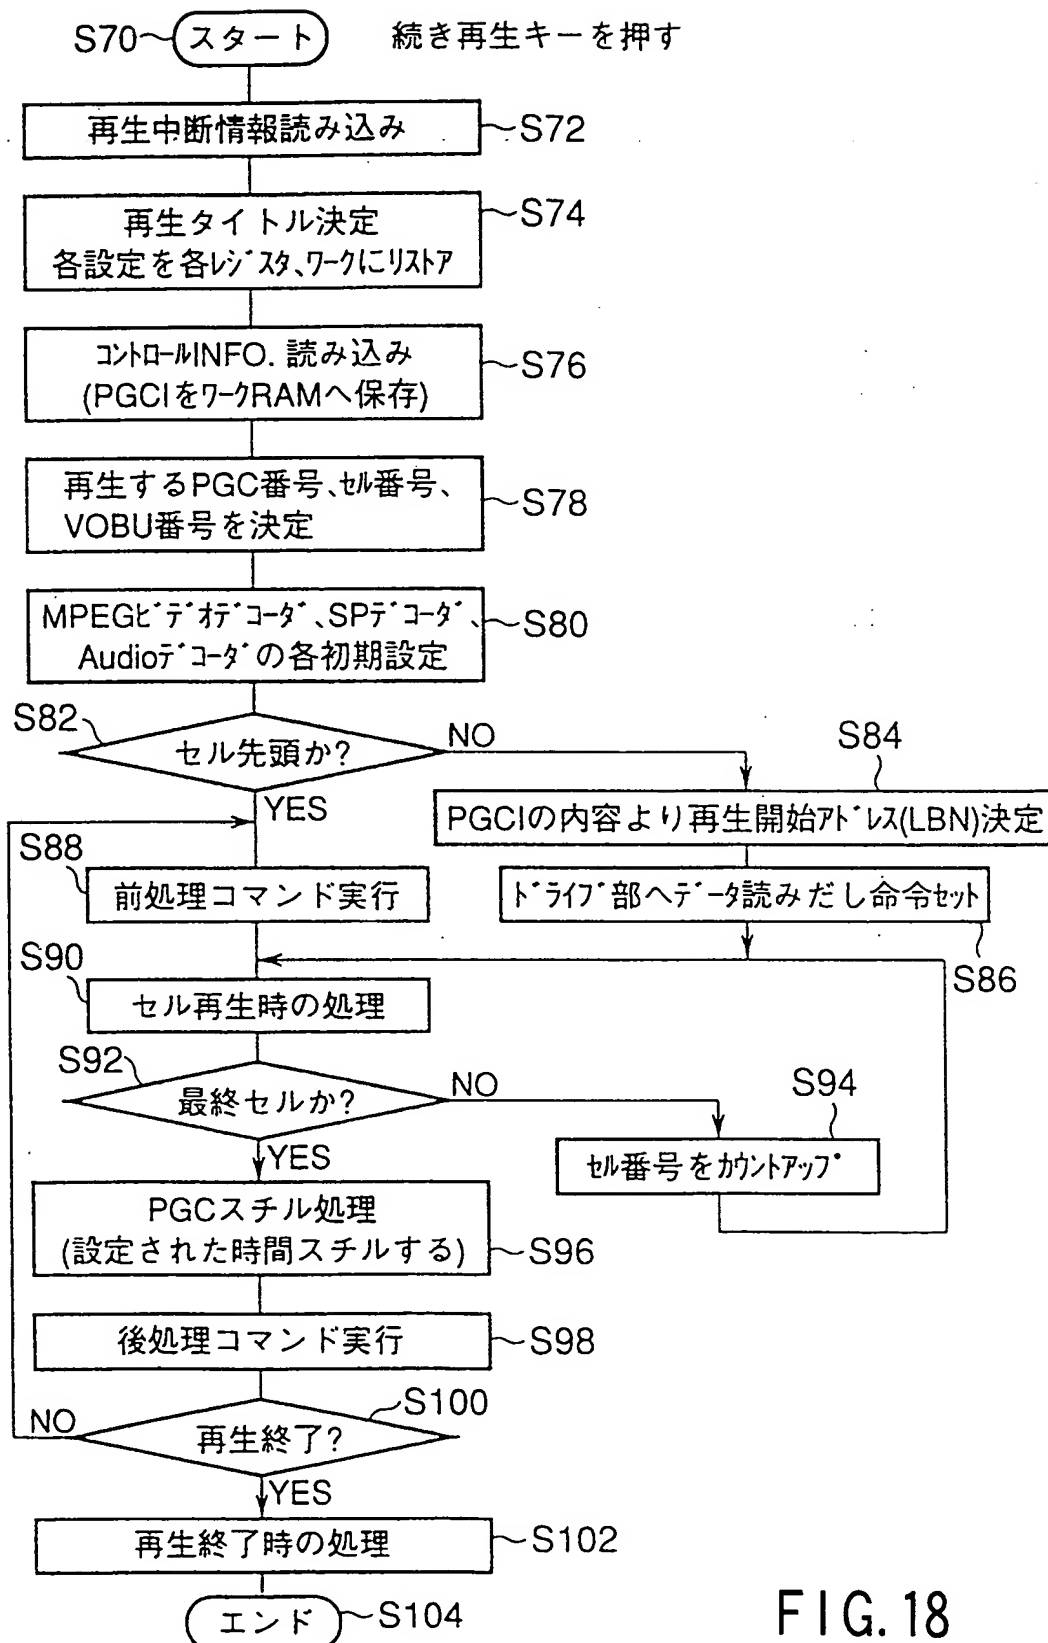 S70
スタート
続き再生キーを押す
再生中断情報読み込み
S72
再生タイトル決定
各設定を各レジスタ、ワークにリストア
S74
コントロールINFO. 読み込み
(PGCIをワークRAMへ保存)
S76
再生するPGC番号、セル番号、
VOBU番号を決定
S78
MPEGビデオデコーダ、SPデコーダ、
Audioデコーダの各初期設定
S80
S82
セル先頭か?
NO
YES
S84
PGCIの内容より再生開始アドレス(LBN)決定
ドライブ部へデータ読みだし命令セット
S86
S88
前処理コマンド実行
S90
セル再生時の処理
S92
最終セルか?
NO
YES
S94
セル番号をカウントアップ
PGCスチル処理
(設定された時間スチルする)
S96
後処理コマンド実行
S98
S100
再生終了?
NO
YES
再生終了時の処理
S102
エンド
S104
FIG. 18